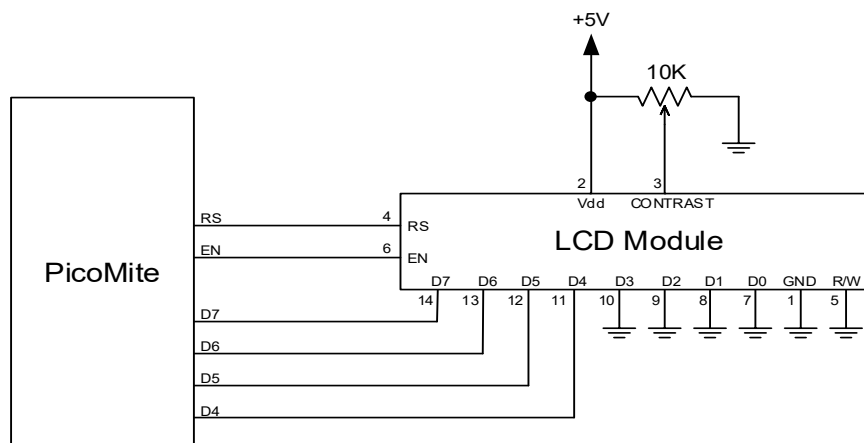 +5V
10K
2 3
Vdd CONTRAST
RS 4 RS
LCD Module
EN 6 EN
PicoMite
D7 D6 D5 D4 D3 D2 D1 D0 GND R/W
14 13 12 11 10 9 8 7 1 5
D7
D6
D5
D4